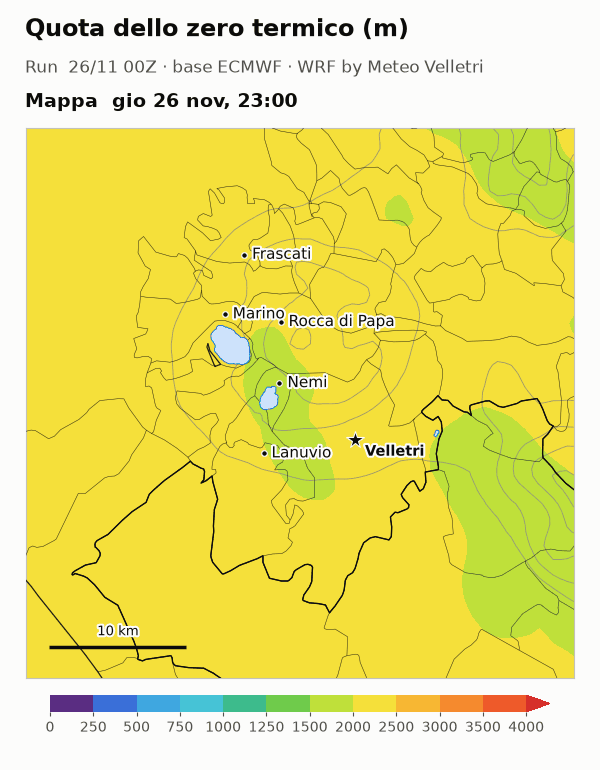 Quota dello zero termico (m)
Run 26/11 00Z · base ECMWF · WRF by Meteo Velletri
Mappa gio 26 nov, 23:00
Frascati
Marino
Rocca di Papa
Nemi
Velletri
Lanuvio
10 km
0 250 500 750 1000 1250 1500 2000 2500 3000 3500 4000